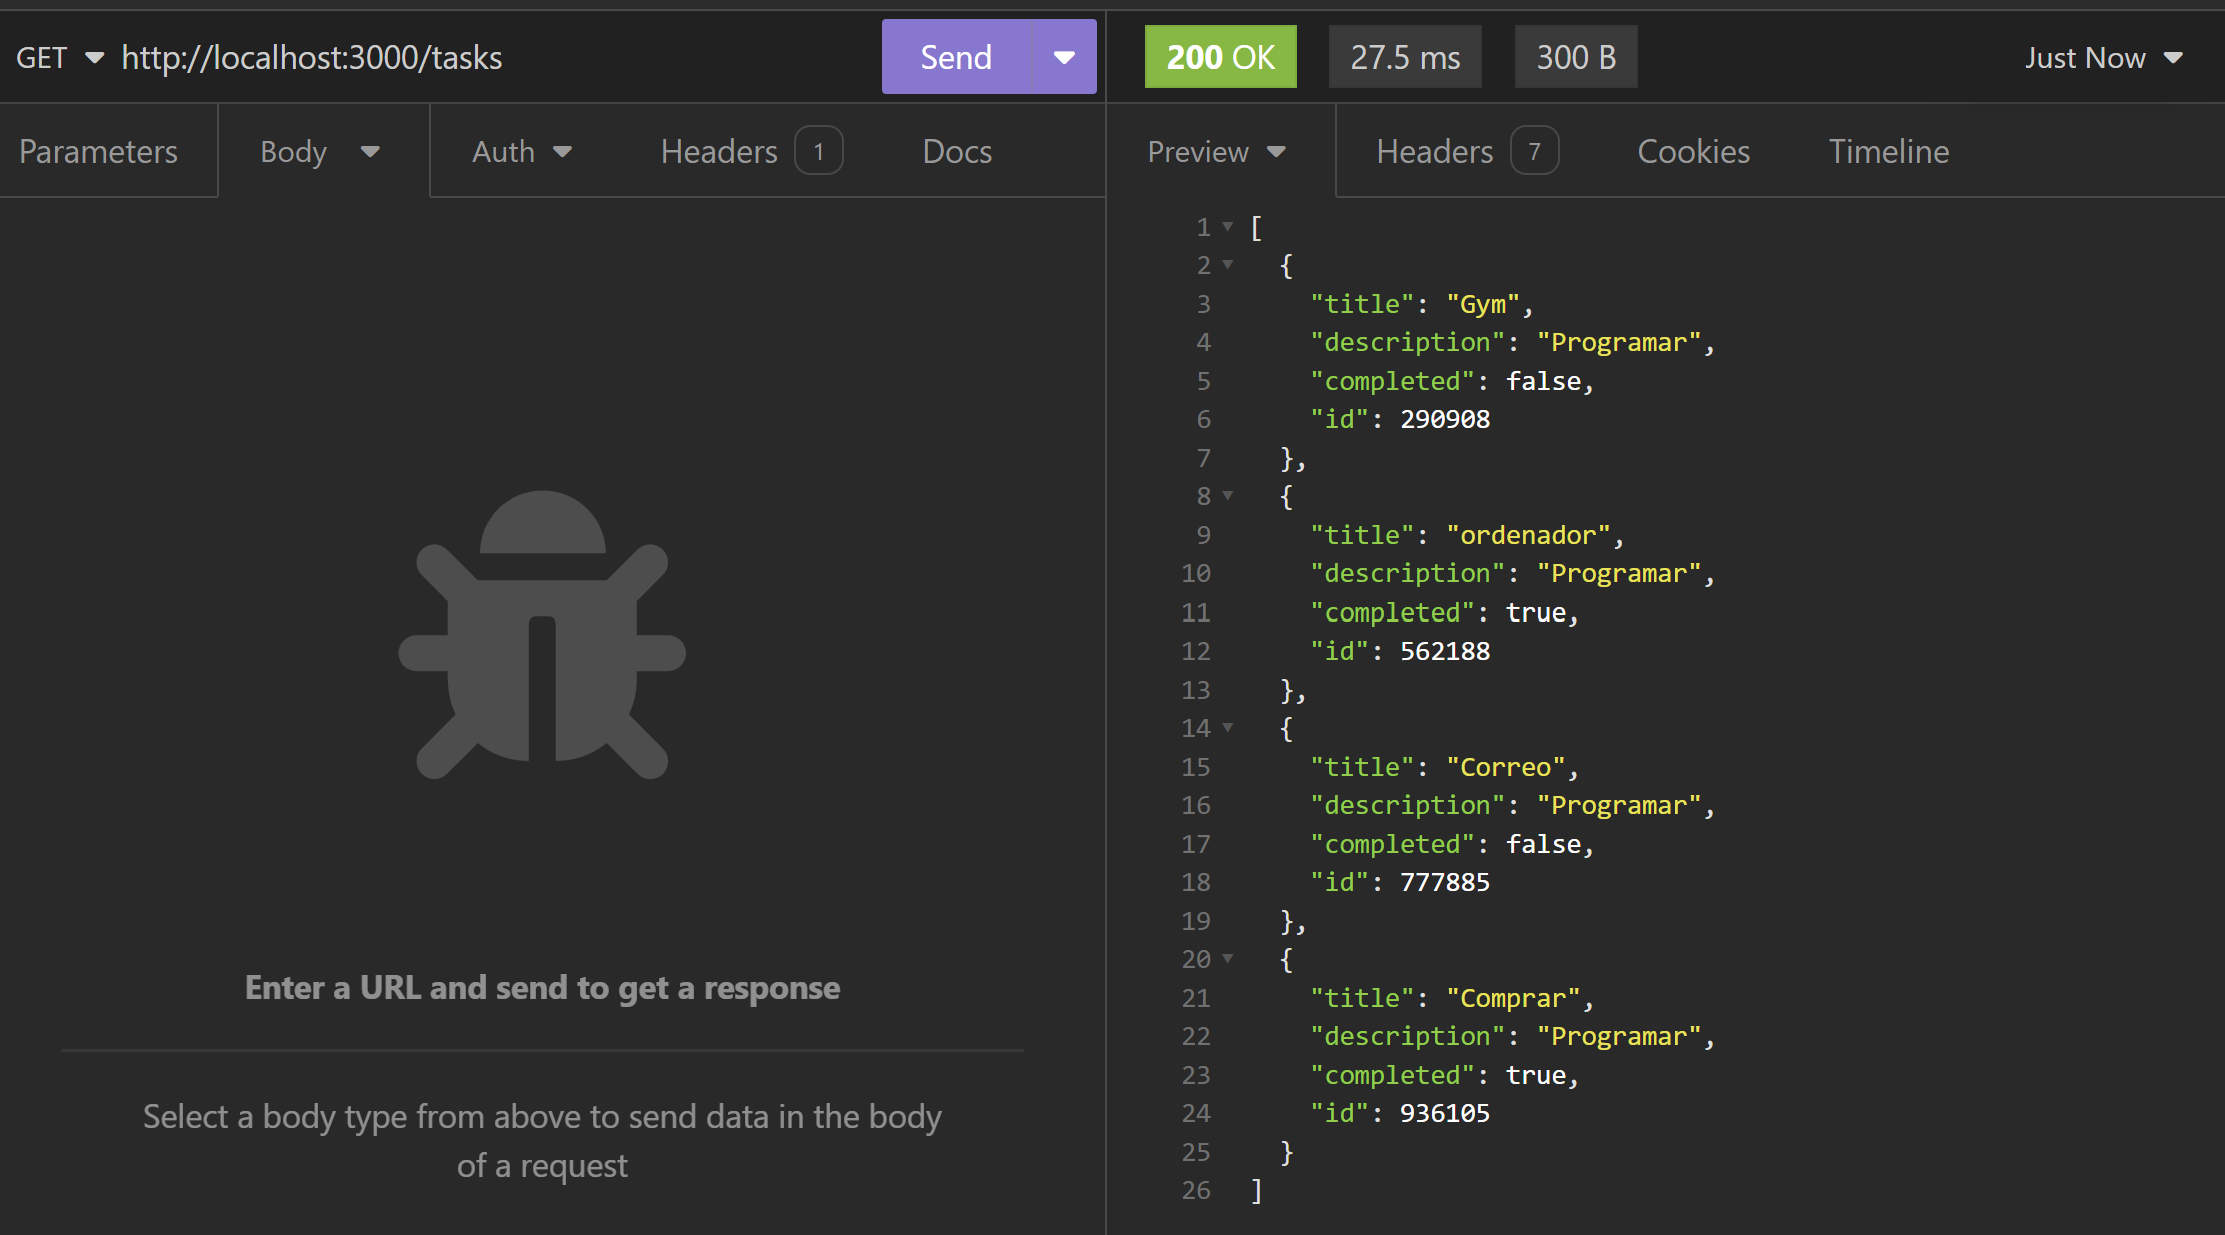 GET http://localhost:3000/tasks Send 200 OK 27.5 ms 300 B Just Now
Parameters Body Auth Headers 1 Docs Preview Headers 7 Cookies Timeline
Enter a URL and send to get a response
Select a body type from above to send data in the body
of a request
1 [
2 {
3 "title": "Gym",
4 "description": "Programar",
5 "completed": false,
6 "id": 290908
7 },
8 {
9 "title": "ordenador",
10 "description": "Programar",
11 "completed": true,
12 "id": 562188
13 },
14 {
15 "title": "Correo",
16 "description": "Programar",
17 "completed": false,
18 "id": 777885
19 },
20 {
21 "title": "Comprar",
22 "description": "Programar",
23 "completed": true,
24 "id": 936105
25 }
26 ]